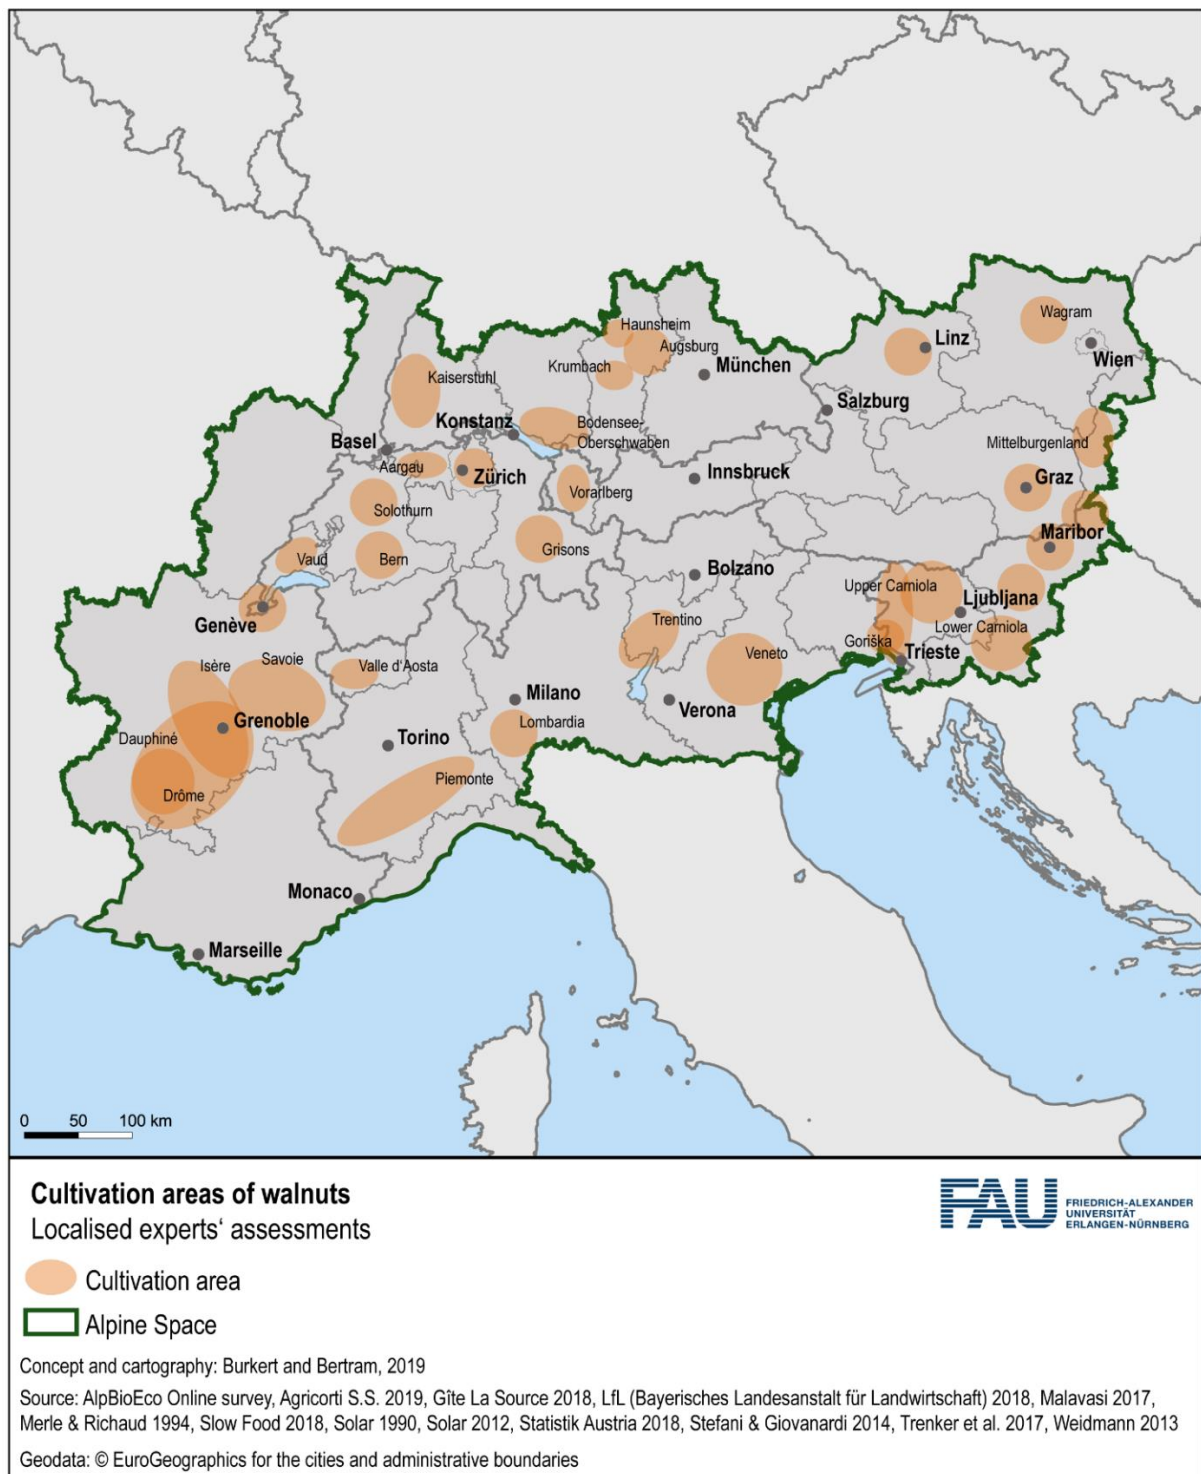 Wagram
Haunsheim
Linz
Augsburg
Wien
Krumbach
München
Kaiserstuhl
Salzburg
Konstanz
Bodensee-
Oberschwaben
Basel
Mittelburgenland
Aargau
Zürich
Innsbruck
Graz
Vorarlberg
Solothurn
Maribor
Grisons
Vaud
Bern
Bolzano
Upper Carniola
Ljubljana
Genève
Trentino
Lower Carniola
Goriška
Trieste
Isère
Savoie
Valle d'Aosta
Veneto
Milano
Verona
Grenoble
Lombardia
Dauphiné
Torino
Piemonte
Drôme
Monaco
Marseille
0 50 100 km
Cultivation areas of walnuts
Localised experts‘ assessments
FAU FRIEDRICH-ALEXANDER
UNIVERSITÄT
ERLANGEN-NÜRNBERG
Cultivation area
Alpine Space
Concept and cartography: Burkert and Bertram, 2019
Source: AlpBioEco Online survey, Agricorti S.S. 2019, Gîte La Source 2018, LfL (Bayerisches Landesanstalt für Landwirtschaft) 2018, Malavasi 2017,
Merle & Richaud 1994, Slow Food 2018, Solar 1990, Solar 2012, Statistik Austria 2018, Stefani & Giovanardi 2014, Trenker et al. 2017, Weidmann 2013
Geodata: © EuroGeographics for the cities and administrative boundaries